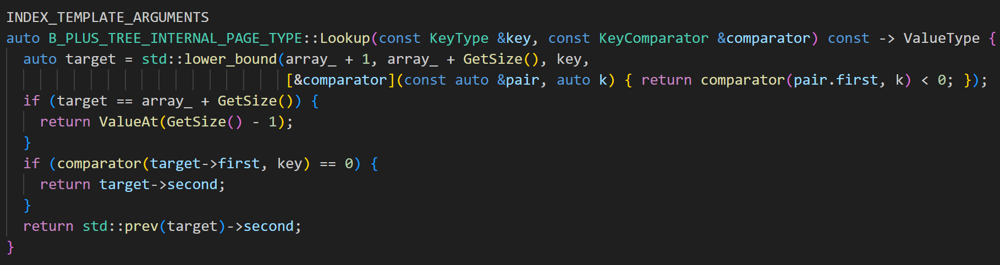 INDEX_TEMPLATE_ARGUMENTS
auto B_PLUS_TREE_INTERNAL_PAGE_TYPE::Lookup(const KeyType &key, const KeyComparator &comparator) const -> ValueType {
  auto target = std::lower_bound(array_ + 1, array_ + GetSize(), key,
                                 [&comparator](const auto &pair, auto k) { return comparator(pair.first, k) < 0; });
  if (target == array_ + GetSize()) {
    return ValueAt(GetSize() - 1);
  }
  if (comparator(target->first, key) == 0) {
    return target->second;
  }
  return std::prev(target)->second;
}